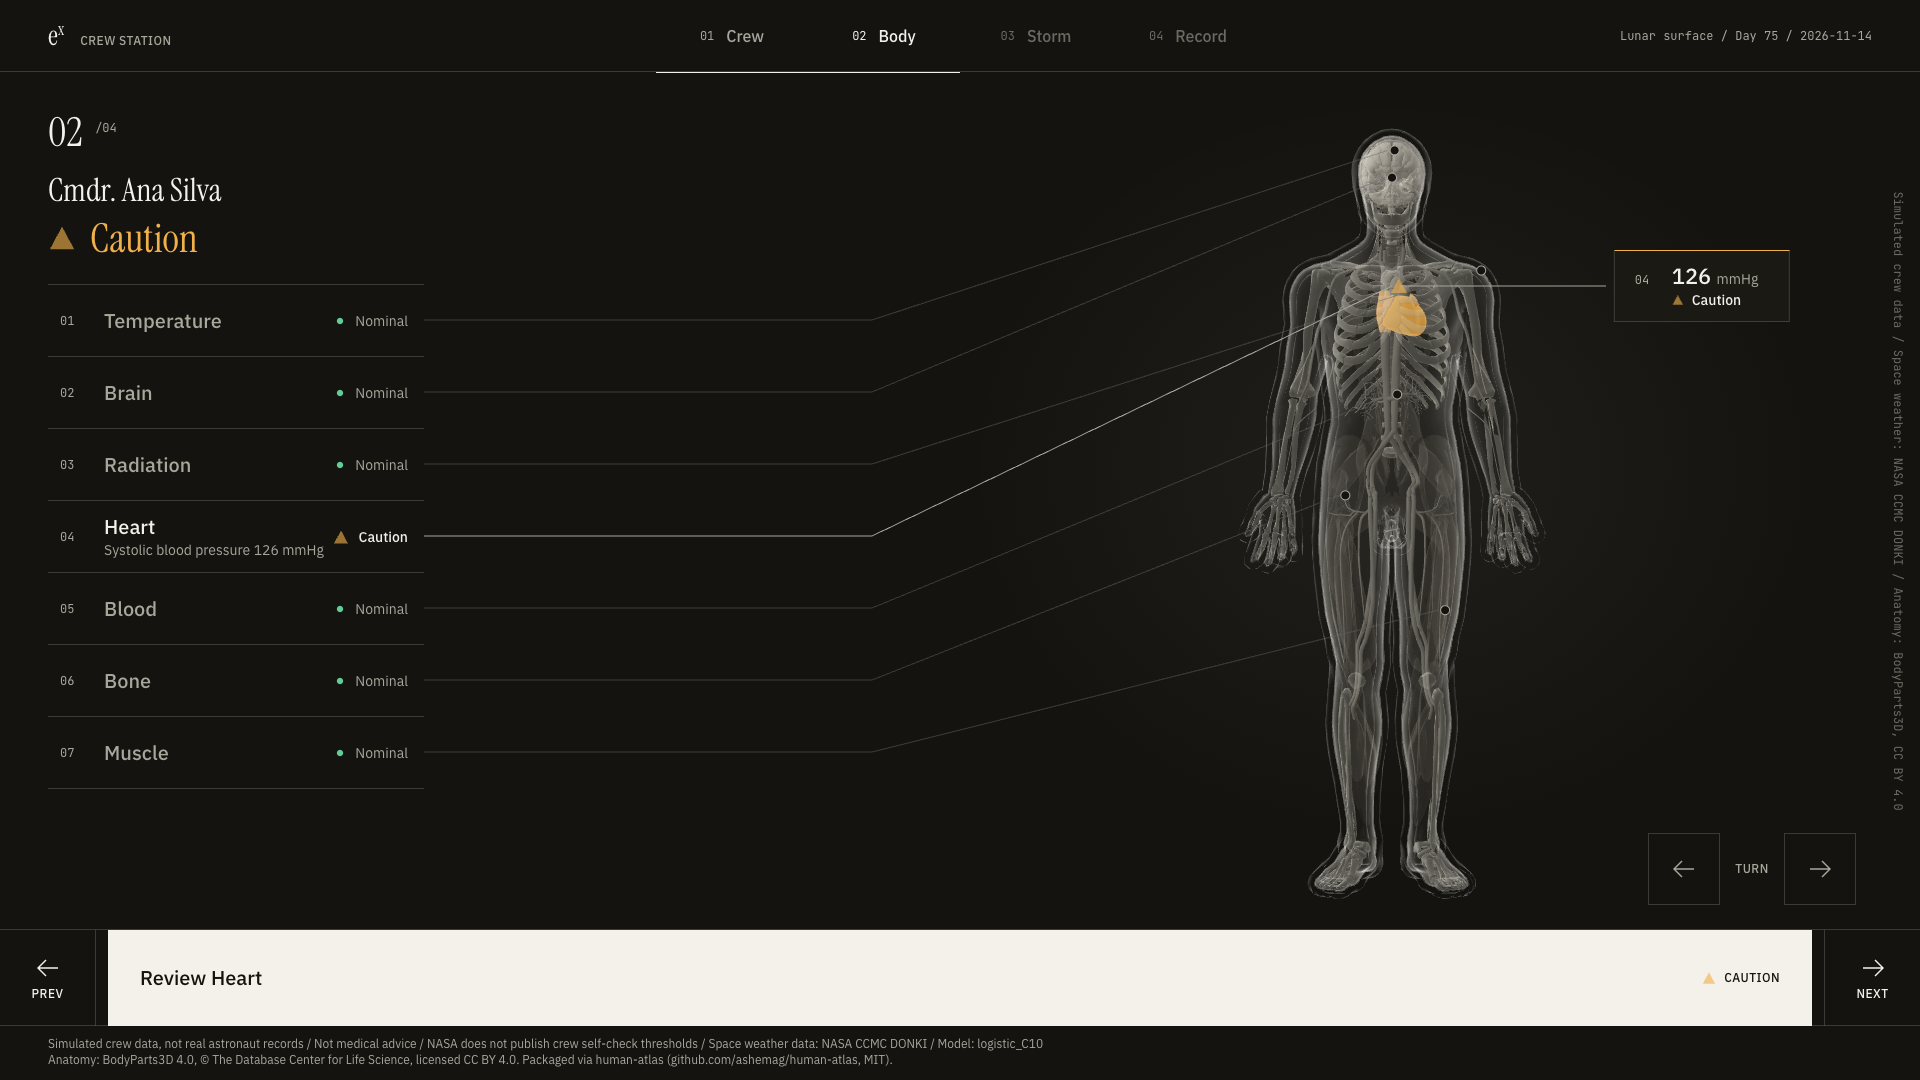 e^x CREW STATION
01 Crew
02 Body
03 Storm
04 Record
Lunar surface / Day 75 / 2026-11-14
02 /04
Cmdr. Ana Silva
Caution
01 Temperature Nominal
02 Brain Nominal
03 Radiation Nominal
04 Heart Caution
Systolic blood pressure 126 mmHg
05 Blood Nominal
06 Bone Nominal
07 Muscle Nominal
04 126 mmHg
Caution
Simulated crew data / Space weather: NASA CCMC DONKI / Anatomy: BodyParts3D, CC BY 4.0
TURN
PREV
Review Heart
CAUTION
NEXT
Simulated crew data, not real astronaut records / Not medical advice / NASA does not publish crew self-check thresholds / Space weather data: NASA CCMC DONKI / Model: logistic_C10
Anatomy: BodyParts3D 4.0, © The Database Center for Life Science, licensed CC BY 4.0. Packaged via human-atlas (github.com/ashemag/human-atlas, MIT).